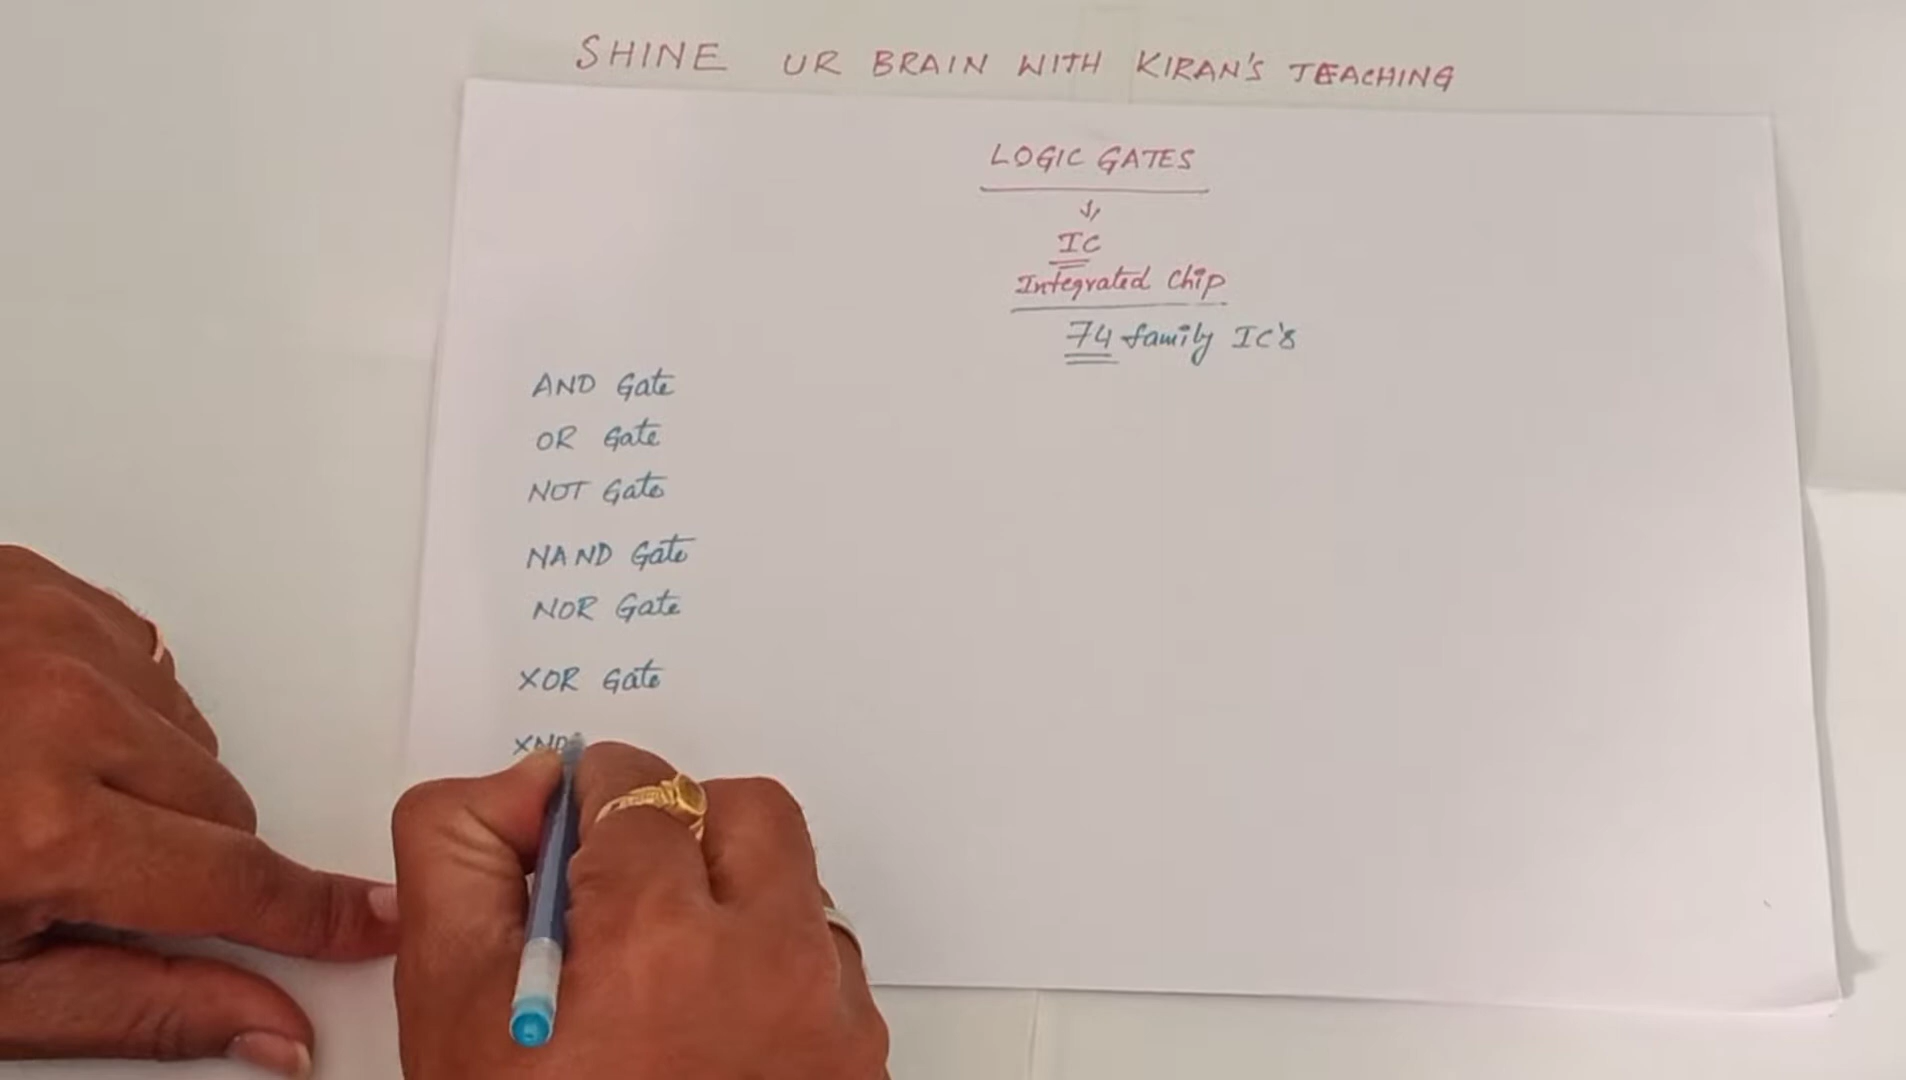 SHINE UR BRAIN WITH KIRAN'S TEACHING
LOGIC GATES
IC
Integrated Chip
74 family IC's
AND Gate
OR Gate
NOT Gate
NAND Gate
NOR Gate
XOR Gate